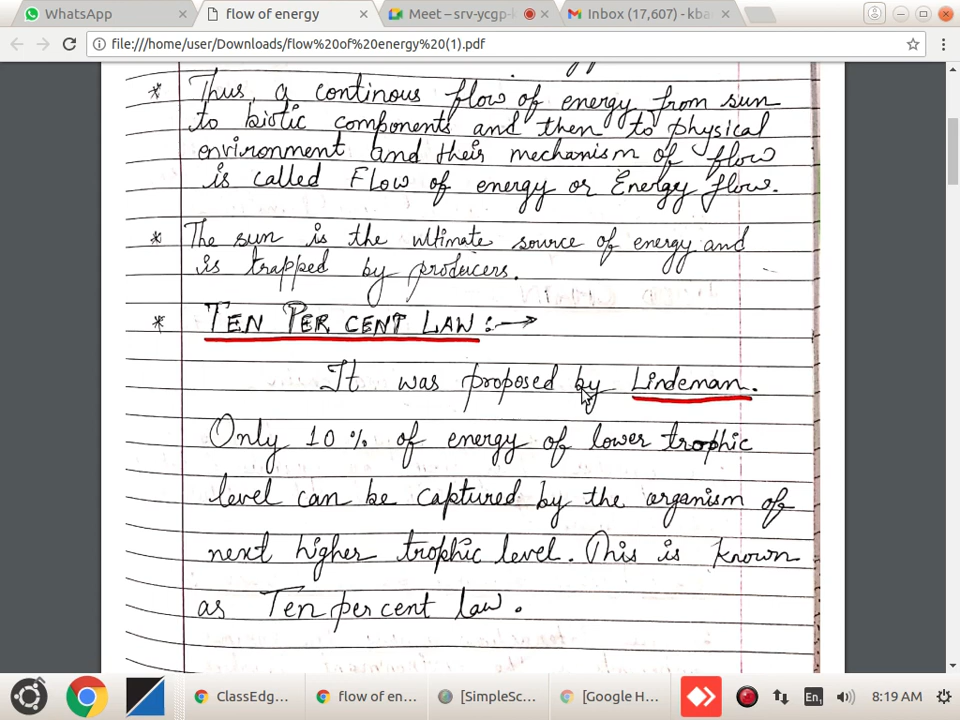 WhatsApp
flow of energy
Meet – srv-ycgp-
Inbox (17,607) - kba
file:///home/user/Downloads/flow%20of%20energy%20(1).pdf
* Thus, a continous flow of energy from sun
to biotic components and then to physical
environment and their mechanism of flow
is called Flow of energy or Energy flow.
* The sun is the ultimate source of energy and
is trapped by producers.
* TEN PER CENT LAW :→
It was proposed by Lindeman.
Only 10 % of energy of lower trophic
level can be captured by the organism of
next higher trophic level. This is known
as Ten per cent law.
ClassEdg...
flow of en...
[SimpleSc...
[Google H...
En1
8:19 AM